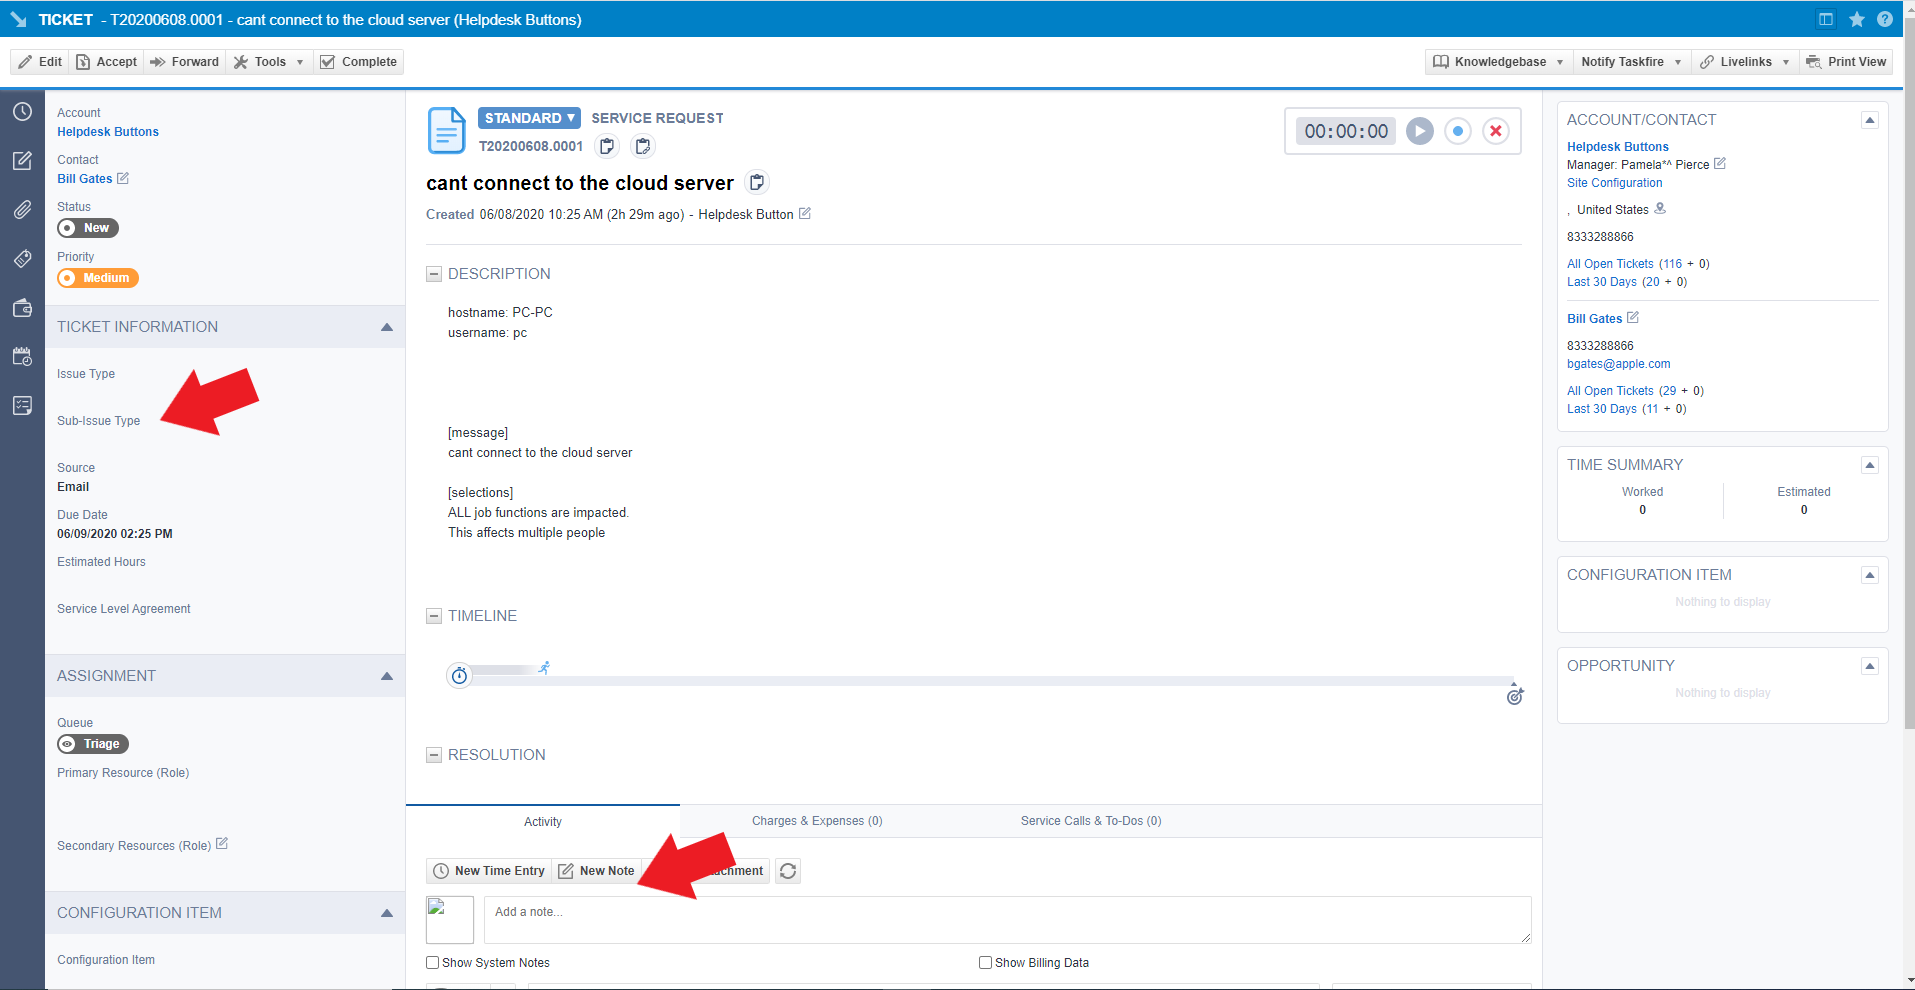 TICKET - T20200608.0001 - cant connect to the cloud server (Helpdesk Buttons)
Edit Accept Forward Tools Complete Knowledgebase Notify Taskfire Livelinks Print View
Account
Helpdesk Buttons
Contact
Bill Gates
Status
New
Priority
Medium
TICKET INFORMATION
Issue Type
Sub-Issue Type
Source
Email
Due Date
06/09/2020 02:25 PM
Estimated Hours
Service Level Agreement
ASSIGNMENT
Queue
Triage
Primary Resource (Role)
Secondary Resources (Role)
CONFIGURATION ITEM
Configuration Item
STANDARD SERVICE REQUEST
T20200608.0001
00:00:00
cant connect to the cloud server
Created 06/08/2020 10:25 AM (2h 29m ago) - Helpdesk Button
DESCRIPTION
hostname: PC-PC
username: pc
[message]
cant connect to the cloud server
[selections]
ALL job functions are impacted.
This affects multiple people
TIMELINE
RESOLUTION
Activity Charges & Expenses (0) Service Calls & To-Dos (0)
New Time Entry New Note
Add a note...
Show System Notes Show Billing Data
ACCOUNT/CONTACT
Helpdesk Buttons
Manager: Pamela*^ Pierce
Site Configuration
, United States
8333288866
All Open Tickets (116 + 0)
Last 30 Days (20 + 0)
Bill Gates
8333288866
bgates@apple.com
All Open Tickets (29 + 0)
Last 30 Days (11 + 0)
TIME SUMMARY
Worked Estimated
0 0
CONFIGURATION ITEM
Nothing to display
OPPORTUNITY
Nothing to display